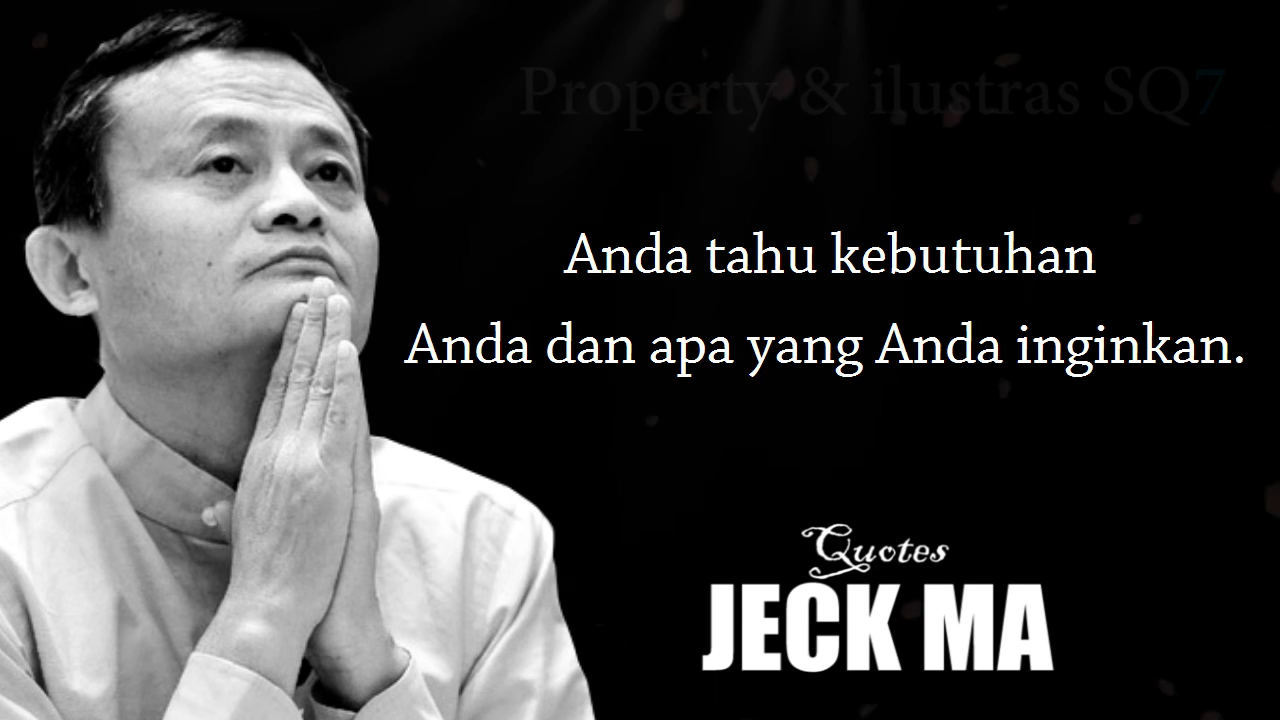 Property & ilustras SQ7
Anda tahu kebutuhan
Anda dan apa yang Anda inginkan.
Quotes
JECK MA